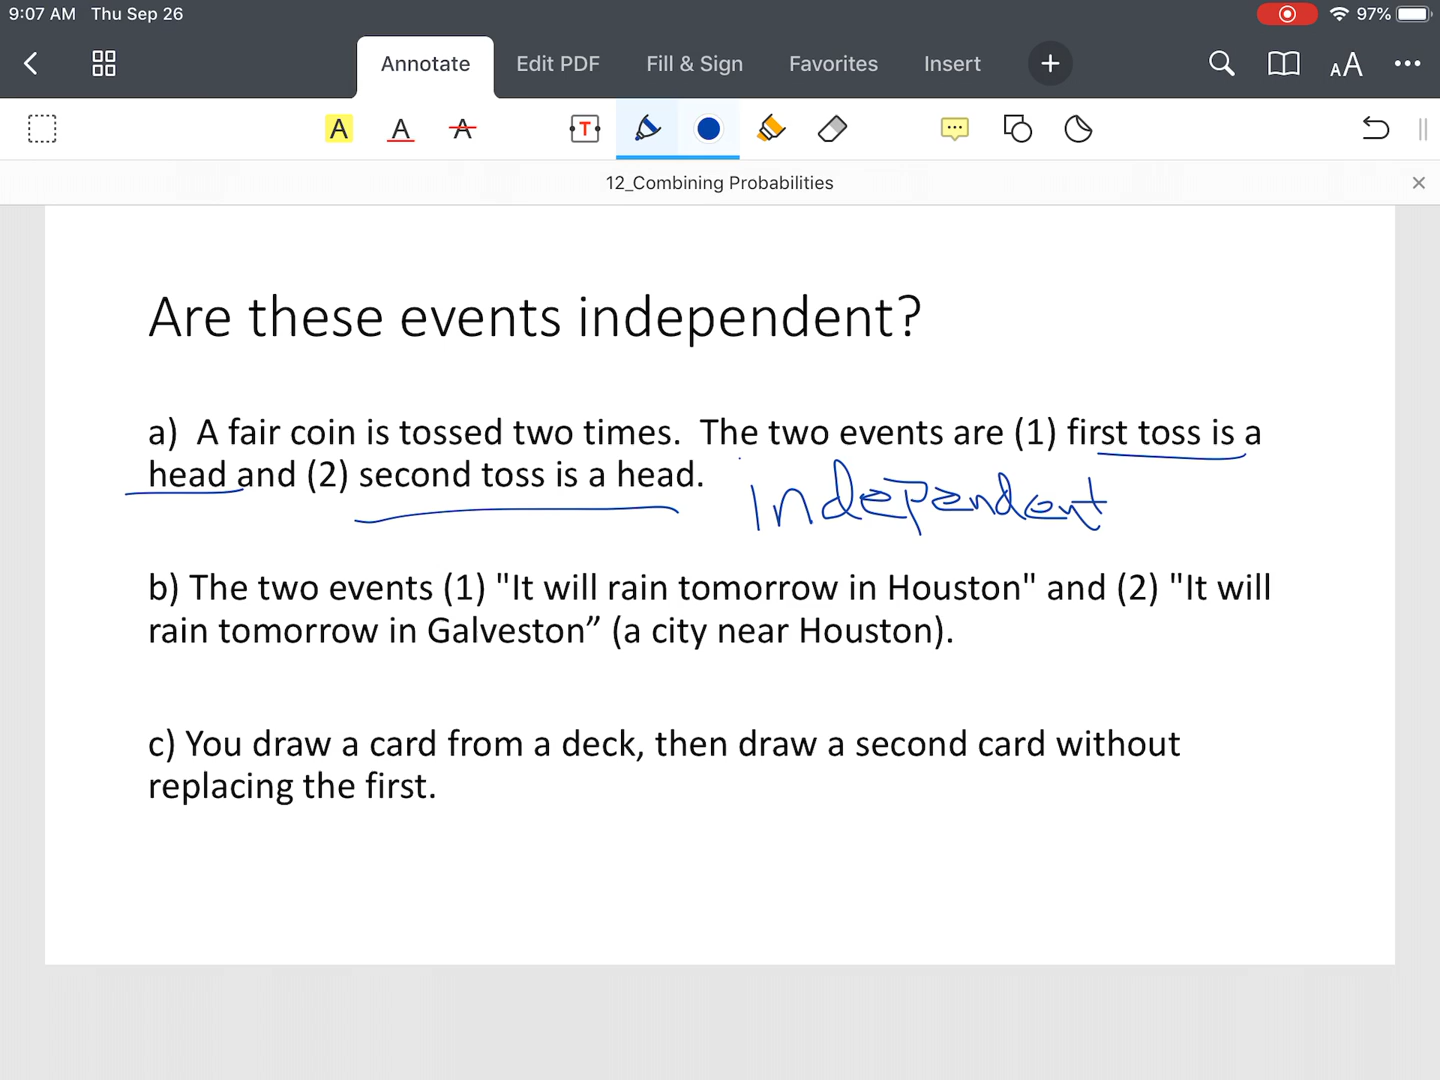 9:07 AM Thu Sep 26 97%
Annotate Edit PDF Fill & Sign Favorites Insert
12_Combining Probabilities
Are these events independent?
a) A fair coin is tossed two times. The two events are (1) first toss is a
head and (2) second toss is a head.
independent
b) The two events (1) "It will rain tomorrow in Houston" and (2) "It will
rain tomorrow in Galveston” (a city near Houston).
c) You draw a card from a deck, then draw a second card without
replacing the first.